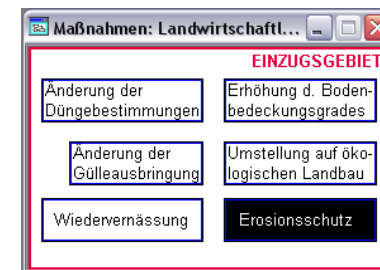 Maßnahmen: Landwirtschaftl...
EINZUGSGEBIET
Änderung der
Düngebestimmungen
Erhöhung d. Boden-
bedeckungsgrades
Änderung der
Gülleausbringung
Umstellung auf öko-
logischen Landbau
Wiedervernässung
Erosionsschutz